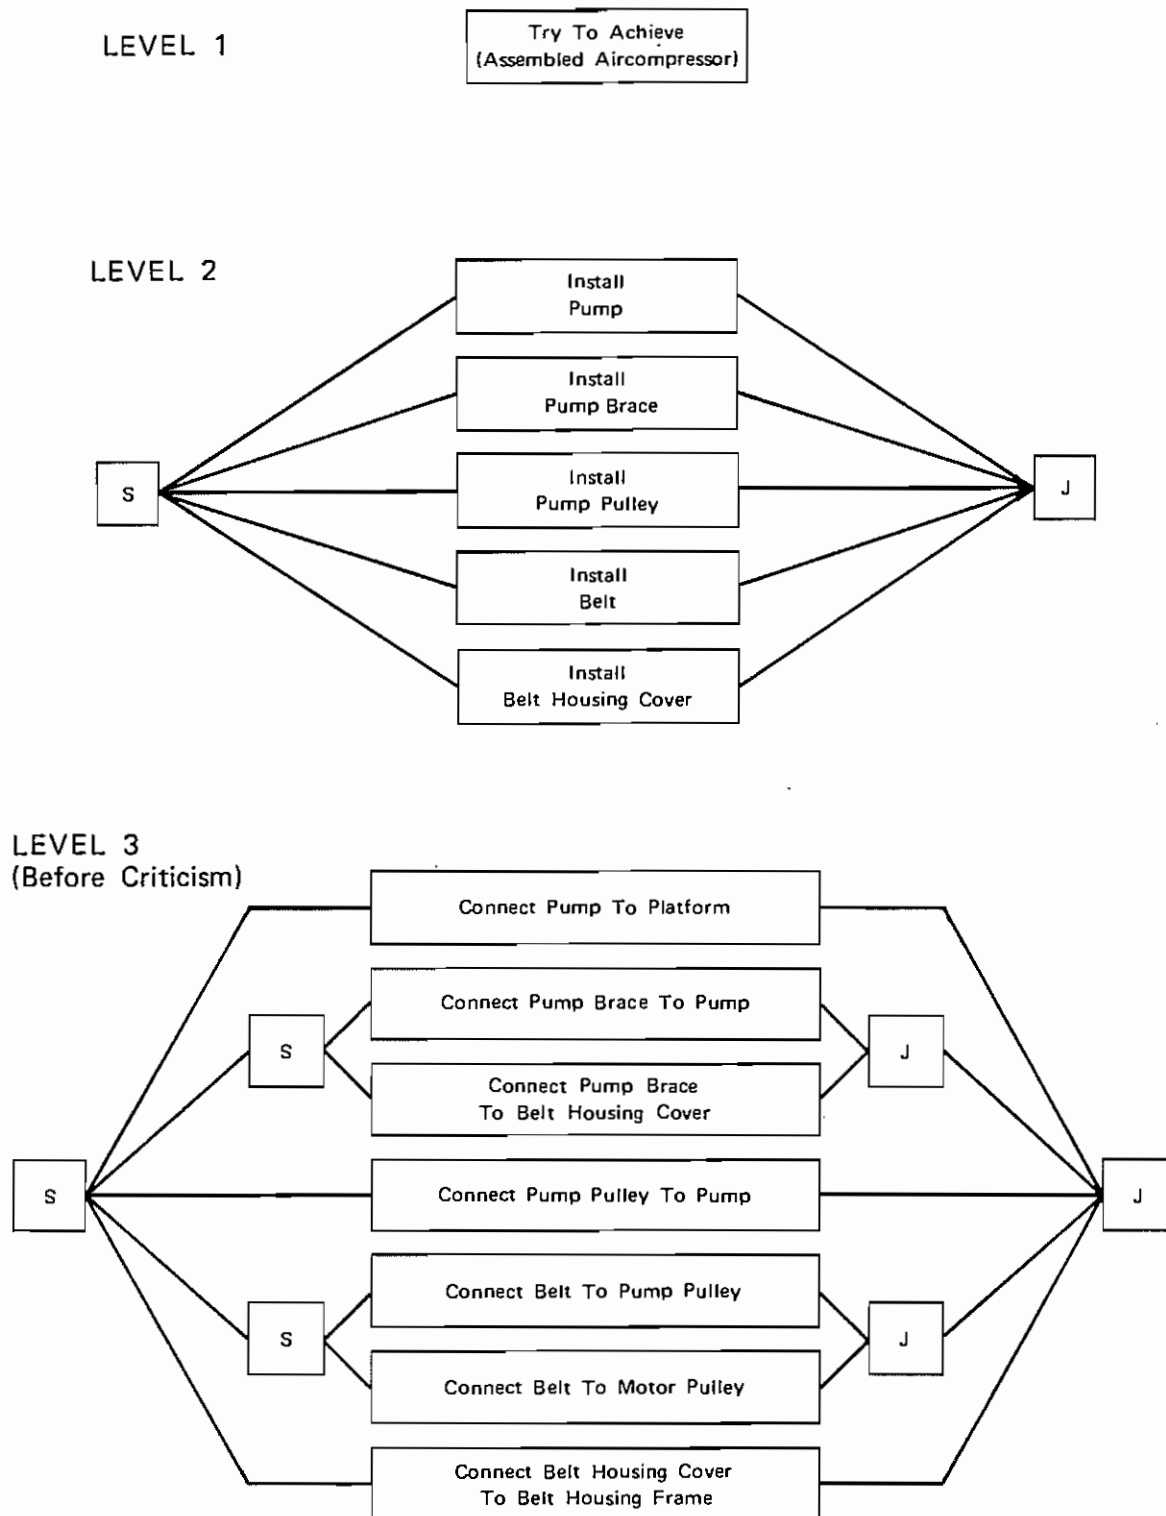 LEVEL 1
Try To Achieve
(Assembled Aircompressor)
LEVEL 2
Install
Pump
Install
Pump Brace
S
Install
Pump Pulley
J
Install
Belt
Install
Belt Housing Cover
LEVEL 3
(Before Criticism)
Connect Pump To Platform
Connect Pump Brace To Pump
S
J
Connect Pump Brace
To Belt Housing Cover
S
Connect Pump Pulley To Pump
J
Connect Belt To Pump Pulley
S
J
Connect Belt To Motor Pulley
Connect Belt Housing Cover
To Belt Housing Frame